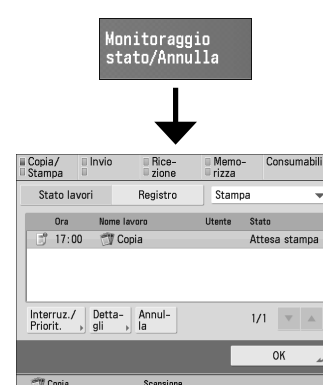 Monitoraggio
stato/Annulla
Copia/ Invio Rice- Memo- Consumabili
Stampa zione rizza
Stato lavori Registro Stampa
Ora Nome lavoro Utente Stato
17:00 Copia Attesa stampa
Interruz./ Detta- Annul-
Priorit. gli la 1/1
OK
Copia Scansione